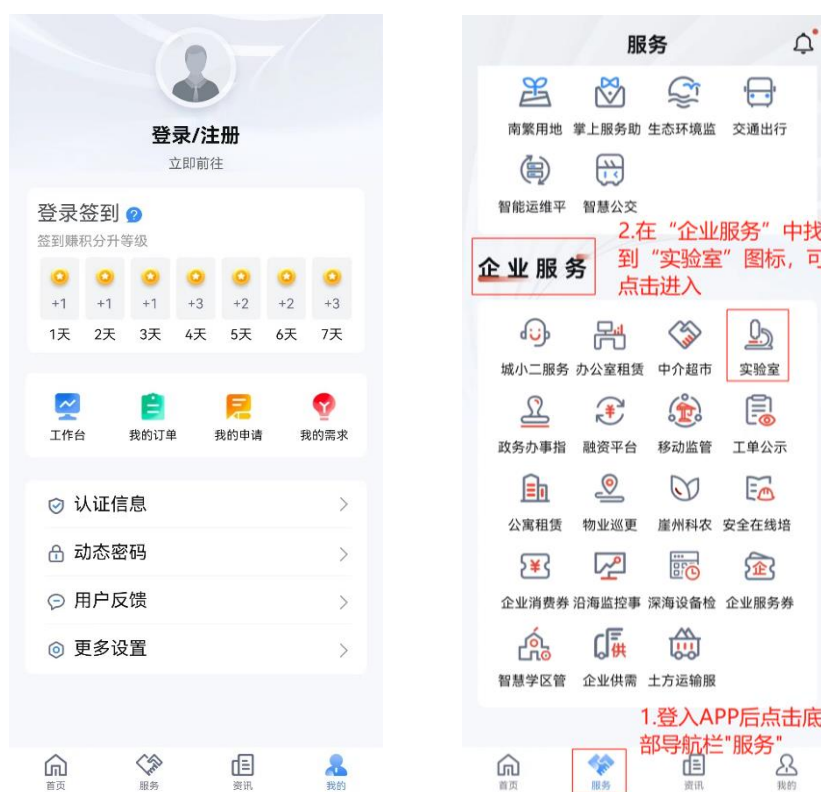 登录/注册
立即前往
登录签到
签到赚积分升等级
+1 +1 +1 +3 +2 +2 +3
1天 2天 3天 4天 5天 6天 7天
工作台 我的订单 我的申请 我的需求
认证信息
动态密码
用户反馈
更多设置
首页 服务 资讯 我的
服务
南繁用地 掌上服务助 生态环境监 交通出行
智能运维平 智慧公交
2.在“企业服务”中找
到“实验室”图标，可
点击进入
企业服务
城小二服务 办公室租赁 中介超市 实验室
政务办事指 融资平台 移动监管 工单公示
公寓租赁 物业巡更 崖州科农 安全在线培
企业消费券 沿海监控事 深海设备检 企业服务券
智慧学区管 企业供需 土方运输服
1.登入APP后点击底
部导航栏"服务"
首页 服务 资讯 我的